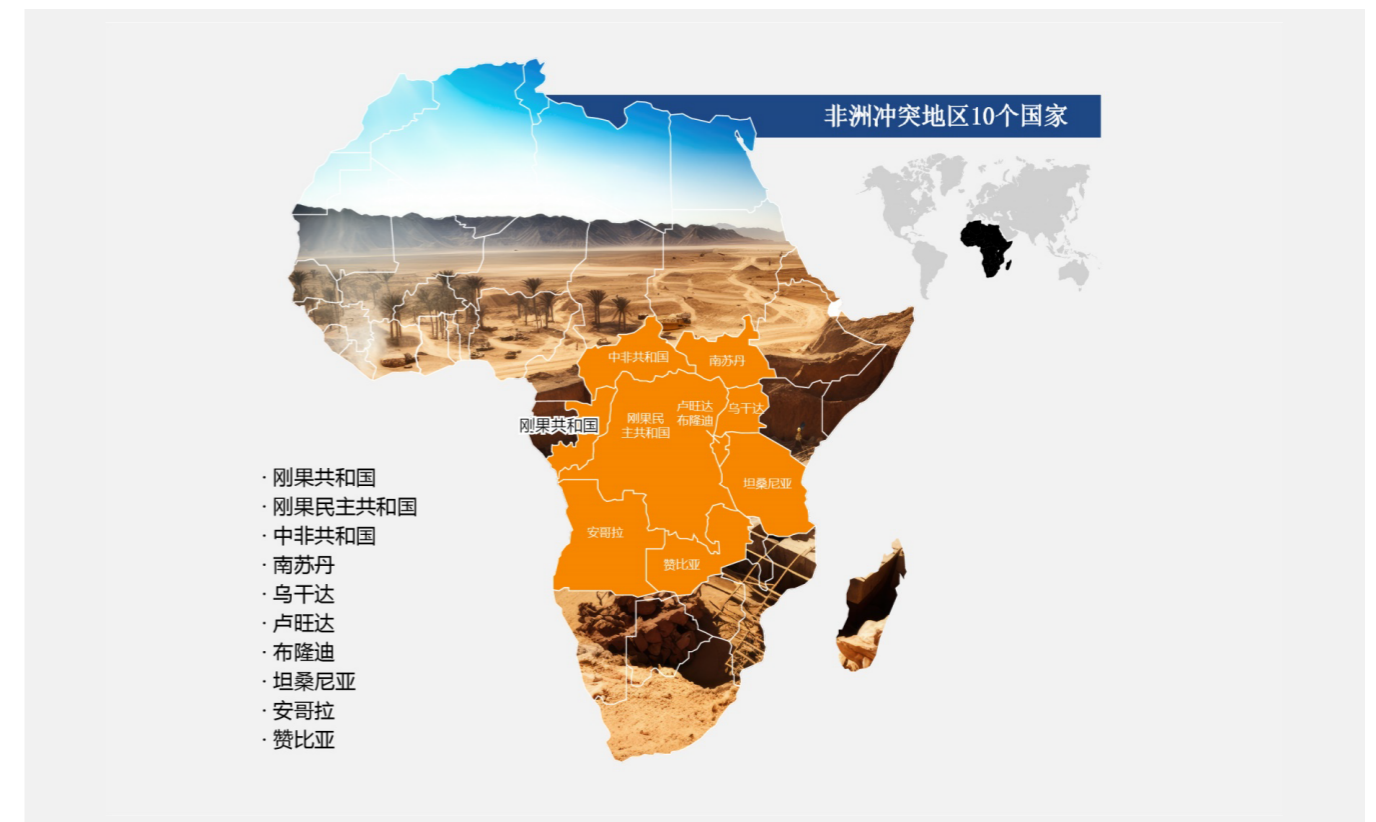 非洲冲突地区10个国家
中非共和国
南苏丹
卢旺达
乌干达
布隆迪
刚果民
主共和国
刚果共和国
坦桑尼亚
安哥拉
赞比亚
· 刚果共和国
· 刚果民主共和国
· 中非共和国
· 南苏丹
· 乌干达
· 卢旺达
· 布隆迪
· 坦桑尼亚
· 安哥拉
· 赞比亚